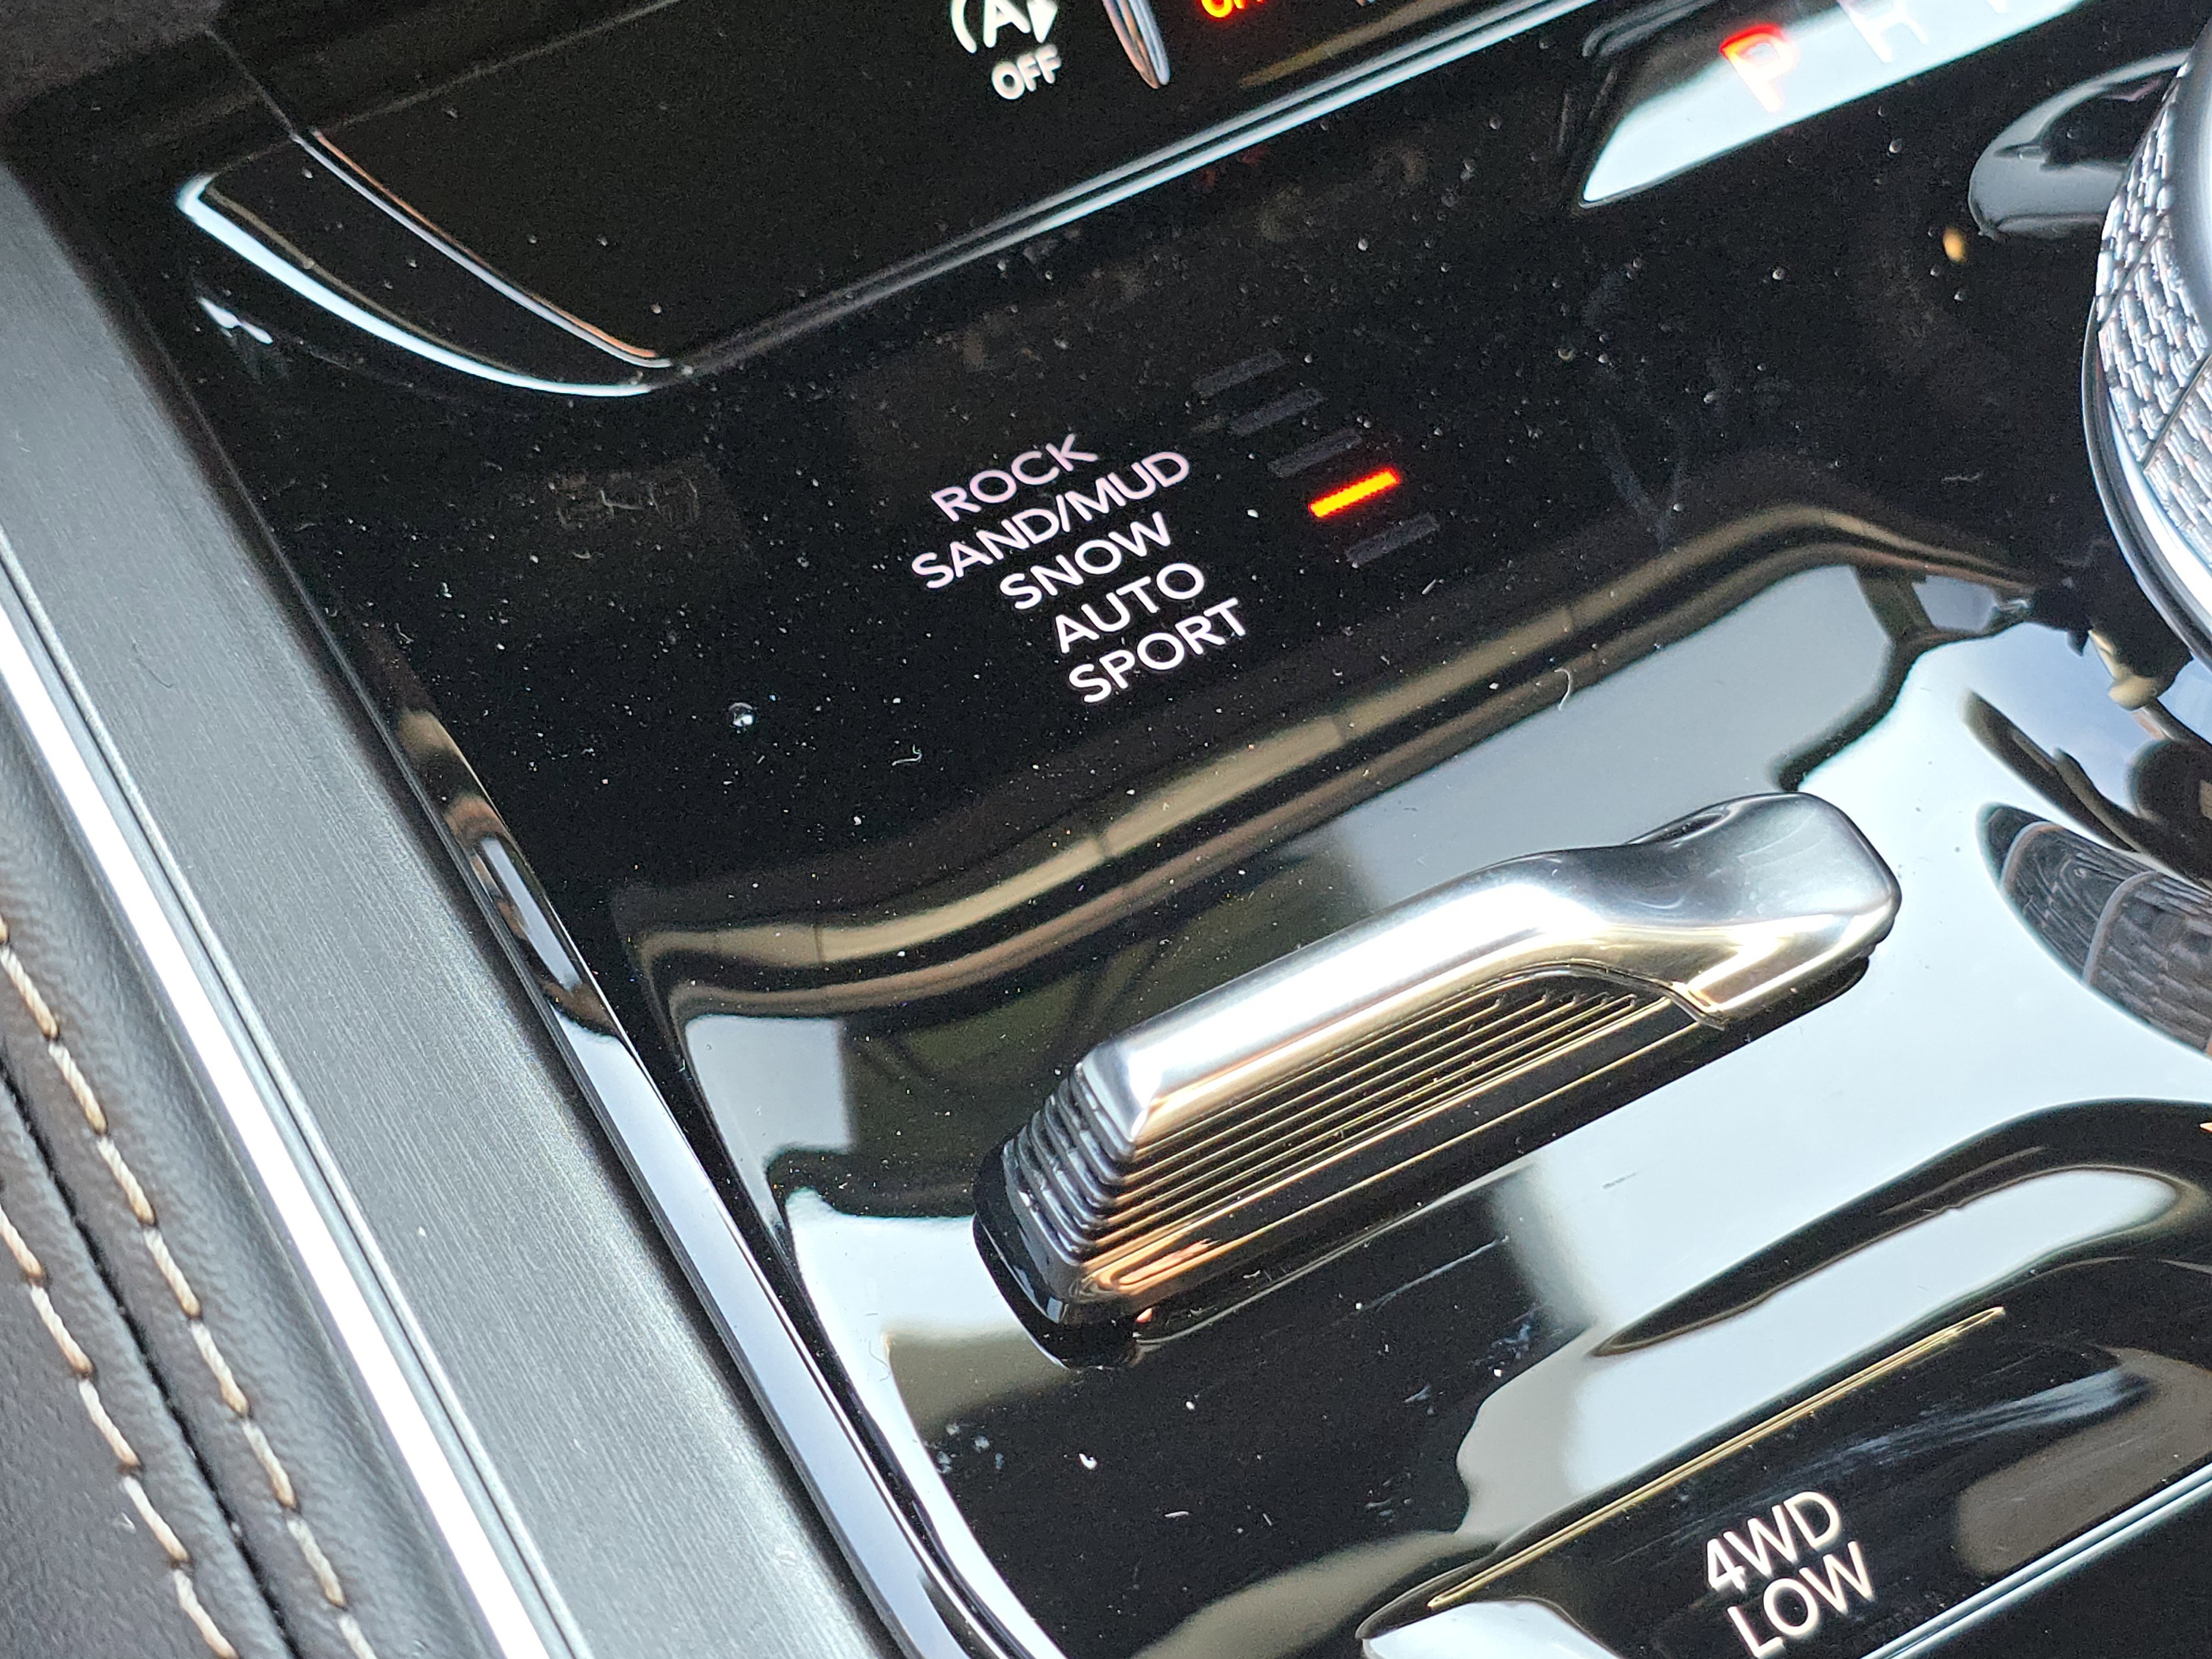 OFF
P
ROCK
SAND/MUD
SNOW
AUTO
SPORT
4WD
LOW